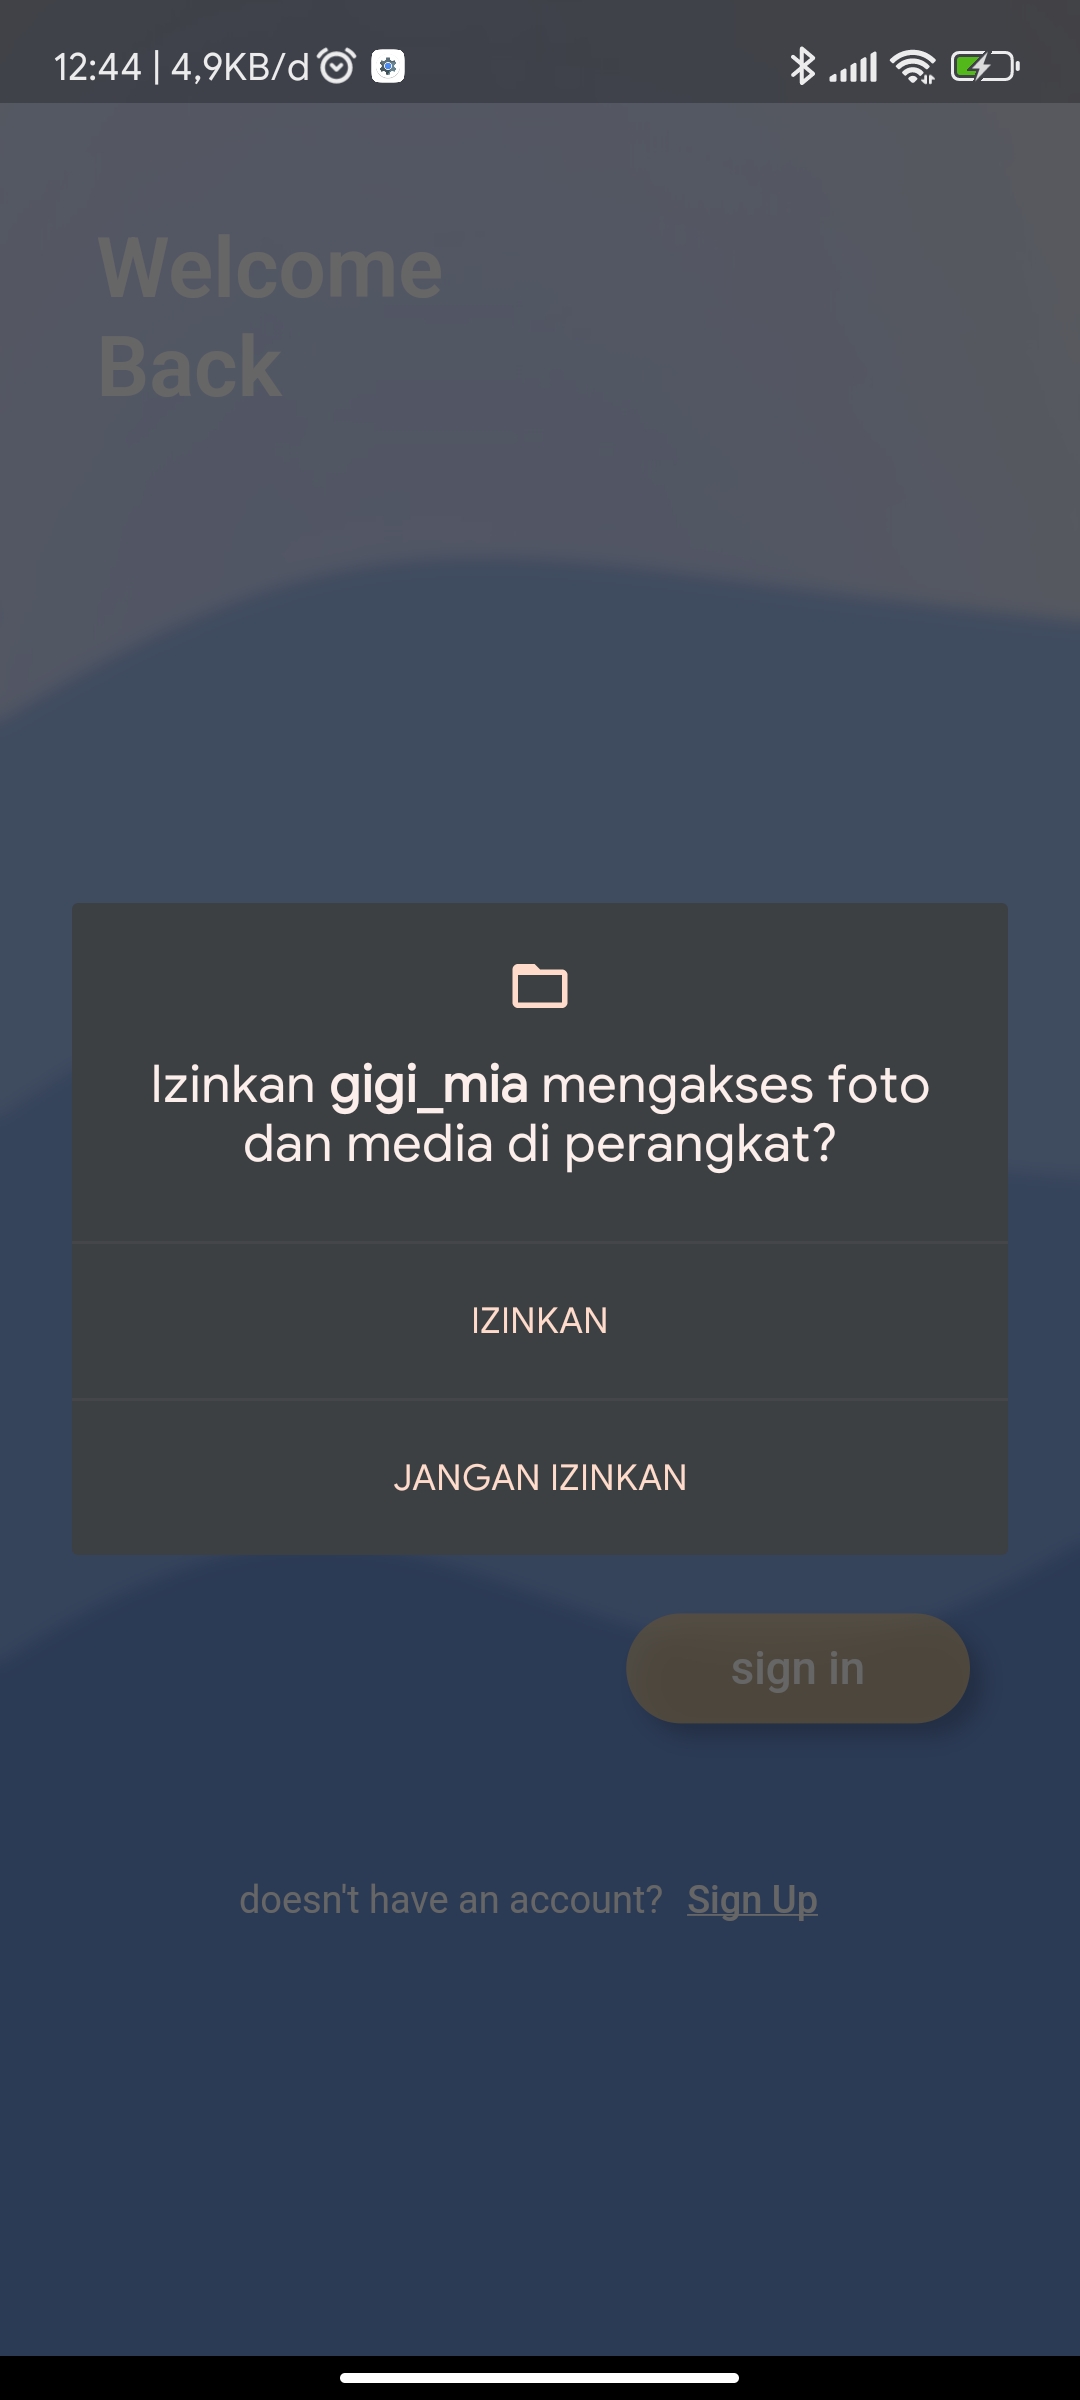 12:44 | 4,9KB/d
Welcome
Back
Izinkan gigi_mia mengakses foto
dan media di perangkat?
IZINKAN
JANGAN IZINKAN
sign in
doesn't have an account? Sign Up